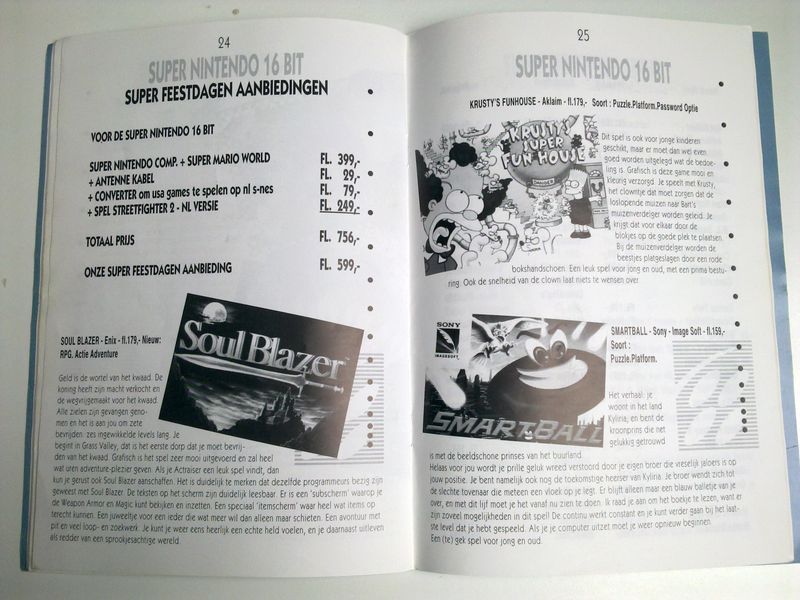 24
SUPER NINTENDO 16 BIT
SUPER FEESTDAGEN AANBIEDINGEN
VOOR DE SUPER NINTENDO 16 BIT
SUPER NINTENDO COMP. + SUPER MARIO WORLD FL. 399,-
+ ANTENNE KABEL FL. 29,-
+ CONVERTER om usa games te spelen op nl s-nes FL. 79,-
+ SPEL STREETFIGHTER 2 - NL VERSIE FL. 249,-
TOTAAL PRIJS FL. 756,-
ONZE SUPER FEESTDAGEN AANBIEDING FL. 599,-
SOUL BLAZER - Enix - fl.179,- Nieuw:
RPG. Actie Adventure
Soul Blazer
Geld is de wortel van het kwaad. De
koning heeft zijn macht verkocht en
de wegvrijgemaakt voor het kwaad.
Alle zielen zijn gevangen geno-
men en het is aan jou om zete
bevrijden. zes ingewikkelde levels lang. Je
begint in Grass Valley, dat is het eerste dorp dat je moet bevrij-
den van het kwaad. Grafisch is het spel zeer mooi uitgevoerd en zal heel
wat uren adventure-plezier geven. Als je Actraiser een leuk spel vindt, dan
kun je gerust ook Soul Blazer aanschaffen. Het is duidelijk te merken dat dezelfde programmeurs bezig zijn
geweest met Soul Blazer. De teksten op het scherm zijn duidelijk leesbaar. Er is een 'subscherm' waarop je
de Weapon Armor en Magic kunt bekijken en inzetten. Een speciaal 'itemscherm' waar heel wat items op
terecht kunnen. Een juweeltje voor een ieder die wat meer wil dan alleen maar schieten. Een avontuur met
pit en veel loop- en zoekwerk. Je kunt je weer eens heerlijk een echte held voelen, en je daarnaast uitleven
als redder van een sprookjesachtige wereld.
25
SUPER NINTENDO 16 BIT
KRUSTY'S FUNHOUSE - Aklaim - fl.179,- Soort : Puzzle.Platform.Password Optie
KRUSTY'S
SUPER
FUN HOUSE
DANGER
Dit spel is ook voor jonge kinderen
geschikt, maar er moet dan wel even
goed worden uitgelegd wat de bedoe-
ling is. Grafisch is deze game mooi en
kleurig verzorgd. Je speelt met Krusty,
het clowntje dat moet zorgen dat de
loslopende muizen naar Bart's
muizenverdelger worden geleid. Je
krijgt dat voor elkaar door de
blokjes op de goede plek te plaatsen.
Bij de muizenverdelger worden de
beestjes platgeslagen door een rode
bokshandschoen. Een leuk spel voor jong en oud, met een prima bestu-
ring. Ook de snelheid van de clown laat niets te wensen over.
SONY
IMAGESOFT
SMARTBALL
SMARTBALL - Sony - Image Soft - fl.159,-
Soort :
Puzzle.Platform.
Het verhaal: je
woont in het land
Kylinia, en bent de
kroonprins die net
gelukkig getrouwd
is met de beeldschone prinses van het buurland.
Helaas voor jou wordt je prille geluk wreed verstoord door je eigen broer die vreselijk jaloers is op
jouw positie. Je bent namelijk ook nog de toekomstige heerser van Kylina. Je broer wendt zich tot
de slechte tovenaar die meteen een vloek op je legt. Er blijft alleen maar een blauw balletje van je
over, en met dit lijf moet je het vanaf nu zien te doen. Ik raad je aan om het boekje te lezen, want er
zijn zoveel mogelijkheden in dit spel! De continu werkt constant en je kunt verder gaan bij het laat-
ste level dat je hebt gespeeld. Als je je computer uitzet moet je weer opnieuw beginnen.
Een (te) gek spel voor jong en oud.